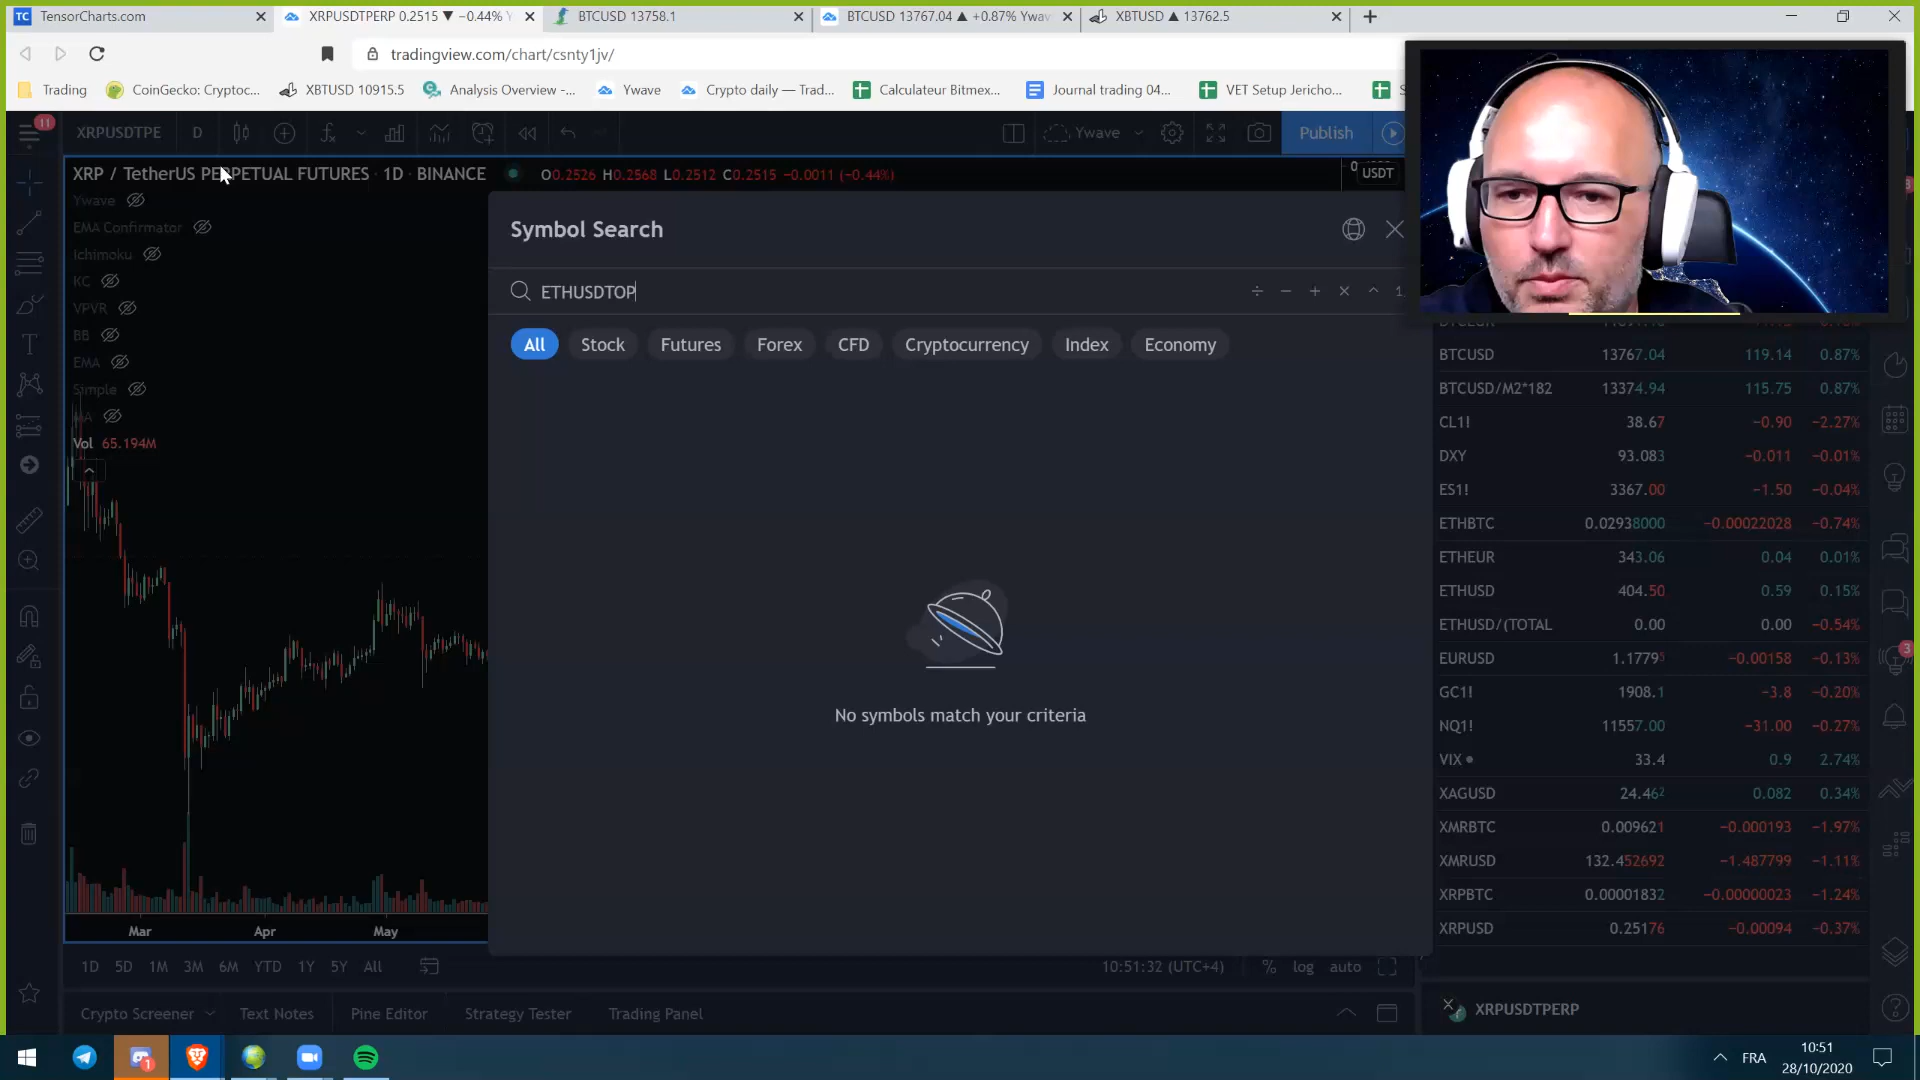 TC TensorCharts.com
XRPUSDTPERP 0.2515 ▼ −0.44% Y
BTCUSD 13758.1
BTCUSD 13767.04 ▲ +0.87% Ywav
XBTUSD ▲ 13762.5
tradingview.com/chart/csnty1jv/
Trading
CoinGecko: Cryptoc...
XBTUSD 10915.5
Analysis Overview -...
Ywave
Crypto daily — Trad...
Calculateur Bitmex...
Journal trading 04...
VET Setup Jericho...
11
XRPUSDTPE
D
Ywave
Publish
XRP / TetherUS PERPETUAL FUTURES · 1D · BINANCE
O0.2526 H0.2568 L0.2512 C0.2515 −0.0011 (−0.44%)
0
USDT
Ywave
EMA Confirmator
Ichimoku
KC
VPVR
BB
EMA
Simple
MA
Vol 65.194M
Symbol Search
ETHUSDTOP
All
Stock
Futures
Forex
CFD
Cryptocurrency
Index
Economy
No symbols match your criteria
BTCUSD 13767.04 119.14 0.87%
BTCUSD/M2*182 13374.94 115.75 0.87%
CL1! 38.67 −0.90 −2.27%
DXY 93.083 −0.011 −0.01%
ES1! 3367.00 −1.50 −0.04%
ETHBTC 0.02938000 −0.00022028 −0.74%
ETHEUR 343.06 0.04 0.01%
ETHUSD 404.50 0.59 0.15%
ETHUSD/(TOTAL 0.00 0.00 −0.54%
EURUSD 1.17795 −0.00158 −0.13%
GC1! 1908.1 −3.8 −0.20%
NQ1! 11557.00 −31.00 −0.27%
VIX 33.4 0.9 2.74%
XAGUSD 24.462 0.082 0.34%
XMRBTC 0.009621 −0.000193 −1.97%
XMRUSD 132.452692 −1.487799 −1.11%
XRPBTC 0.00001832 −0.00000023 −1.24%
XRPUSD 0.25176 −0.00094 −0.37%
3
Mar
Apr
May
1D 5D 1M 3M 6M YTD 1Y 5Y All
10:51:32 (UTC+4)
% log auto
Crypto Screener
Text Notes
Pine Editor
Strategy Tester
Trading Panel
XRPUSDTPERP
1
FRA
10:51
28/10/2020